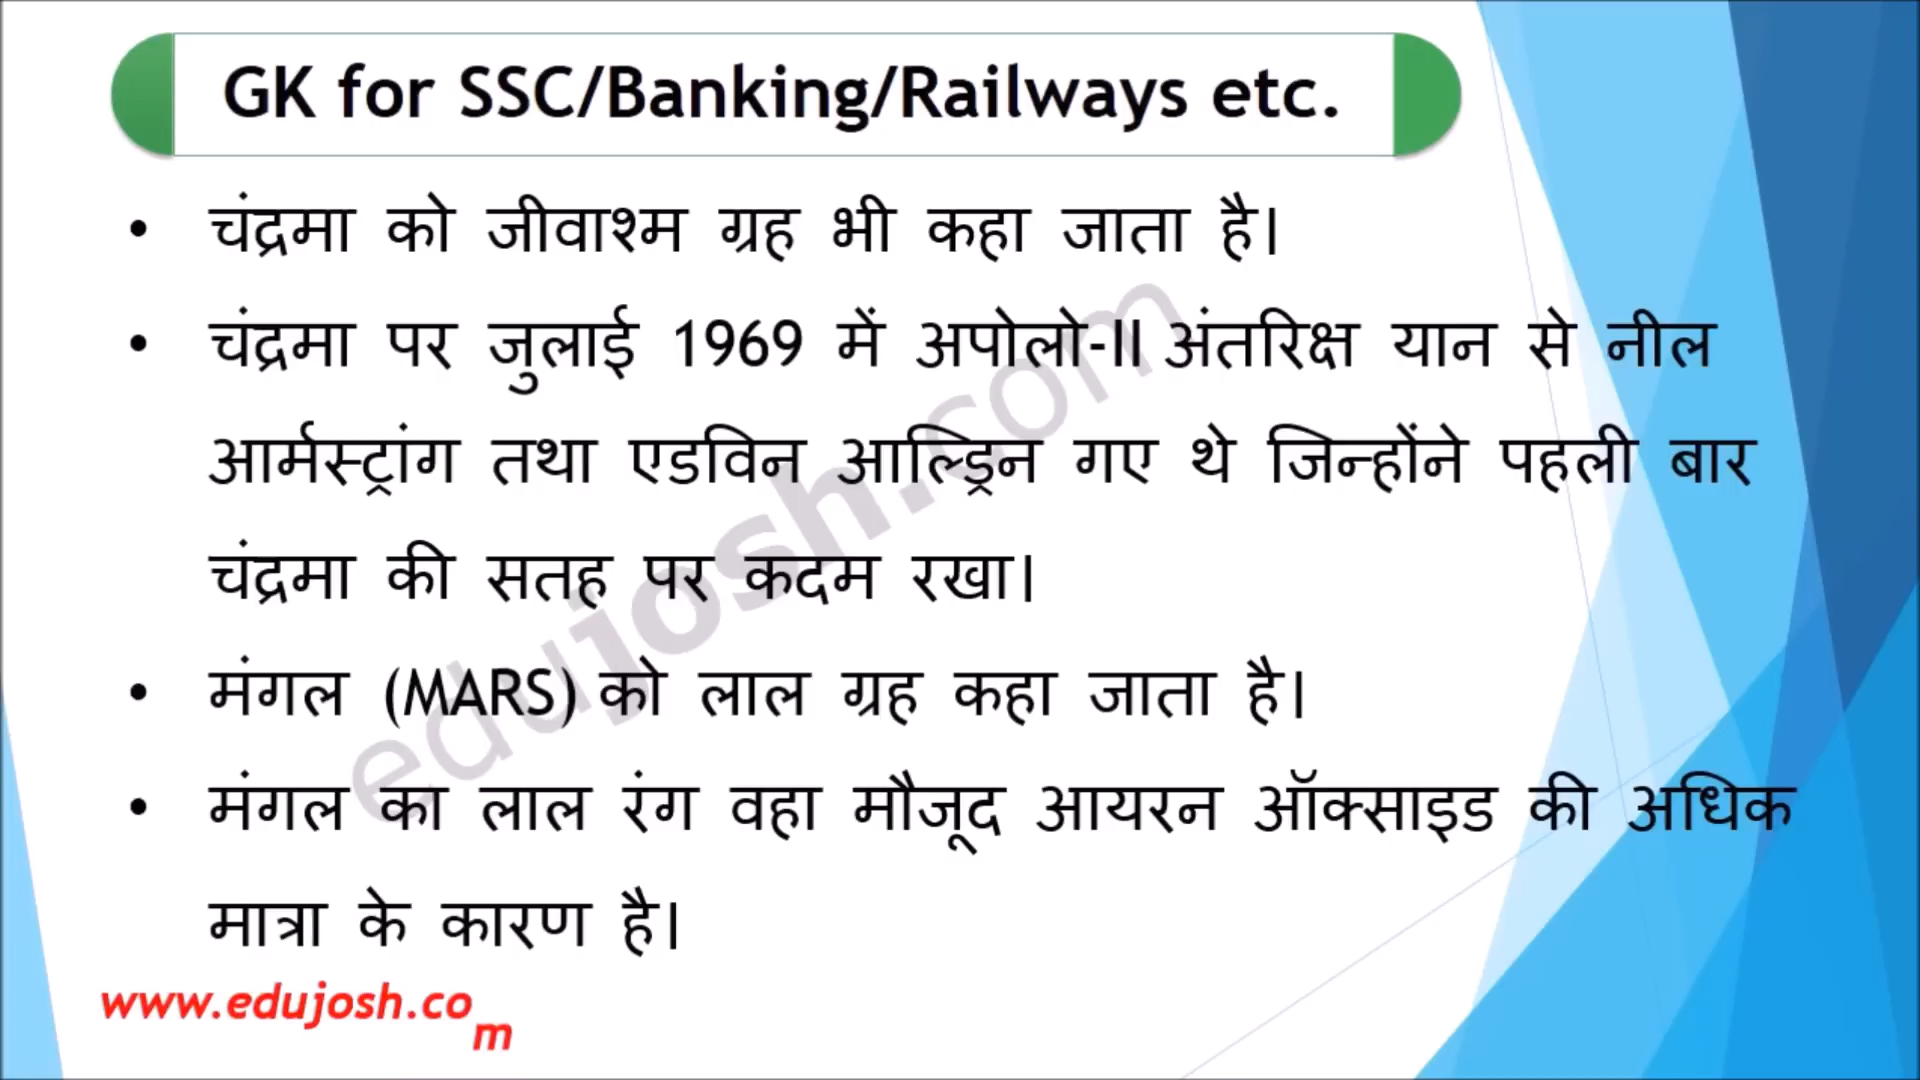 GK for SSC/Banking/Railways etc.
• चंद्रमा को जीवाश्म ग्रह भी कहा जाता है।
• चंद्रमा पर जुलाई 1969 में अपोलो-II अंतरिक्ष यान से नील
आर्मस्ट्रांग तथा एडविन आल्ड्रिन गए थे जिन्होंने पहली बार
चंद्रमा की सतह पर कदम रखा।
• मंगल (MARS) को लाल ग्रह कहा जाता है।
• मंगल का लाल रंग वहा मौजूद आयरन ऑक्साइड की अधिक
मात्रा के कारण है।
edujosh.com
www.edujosh.co
m